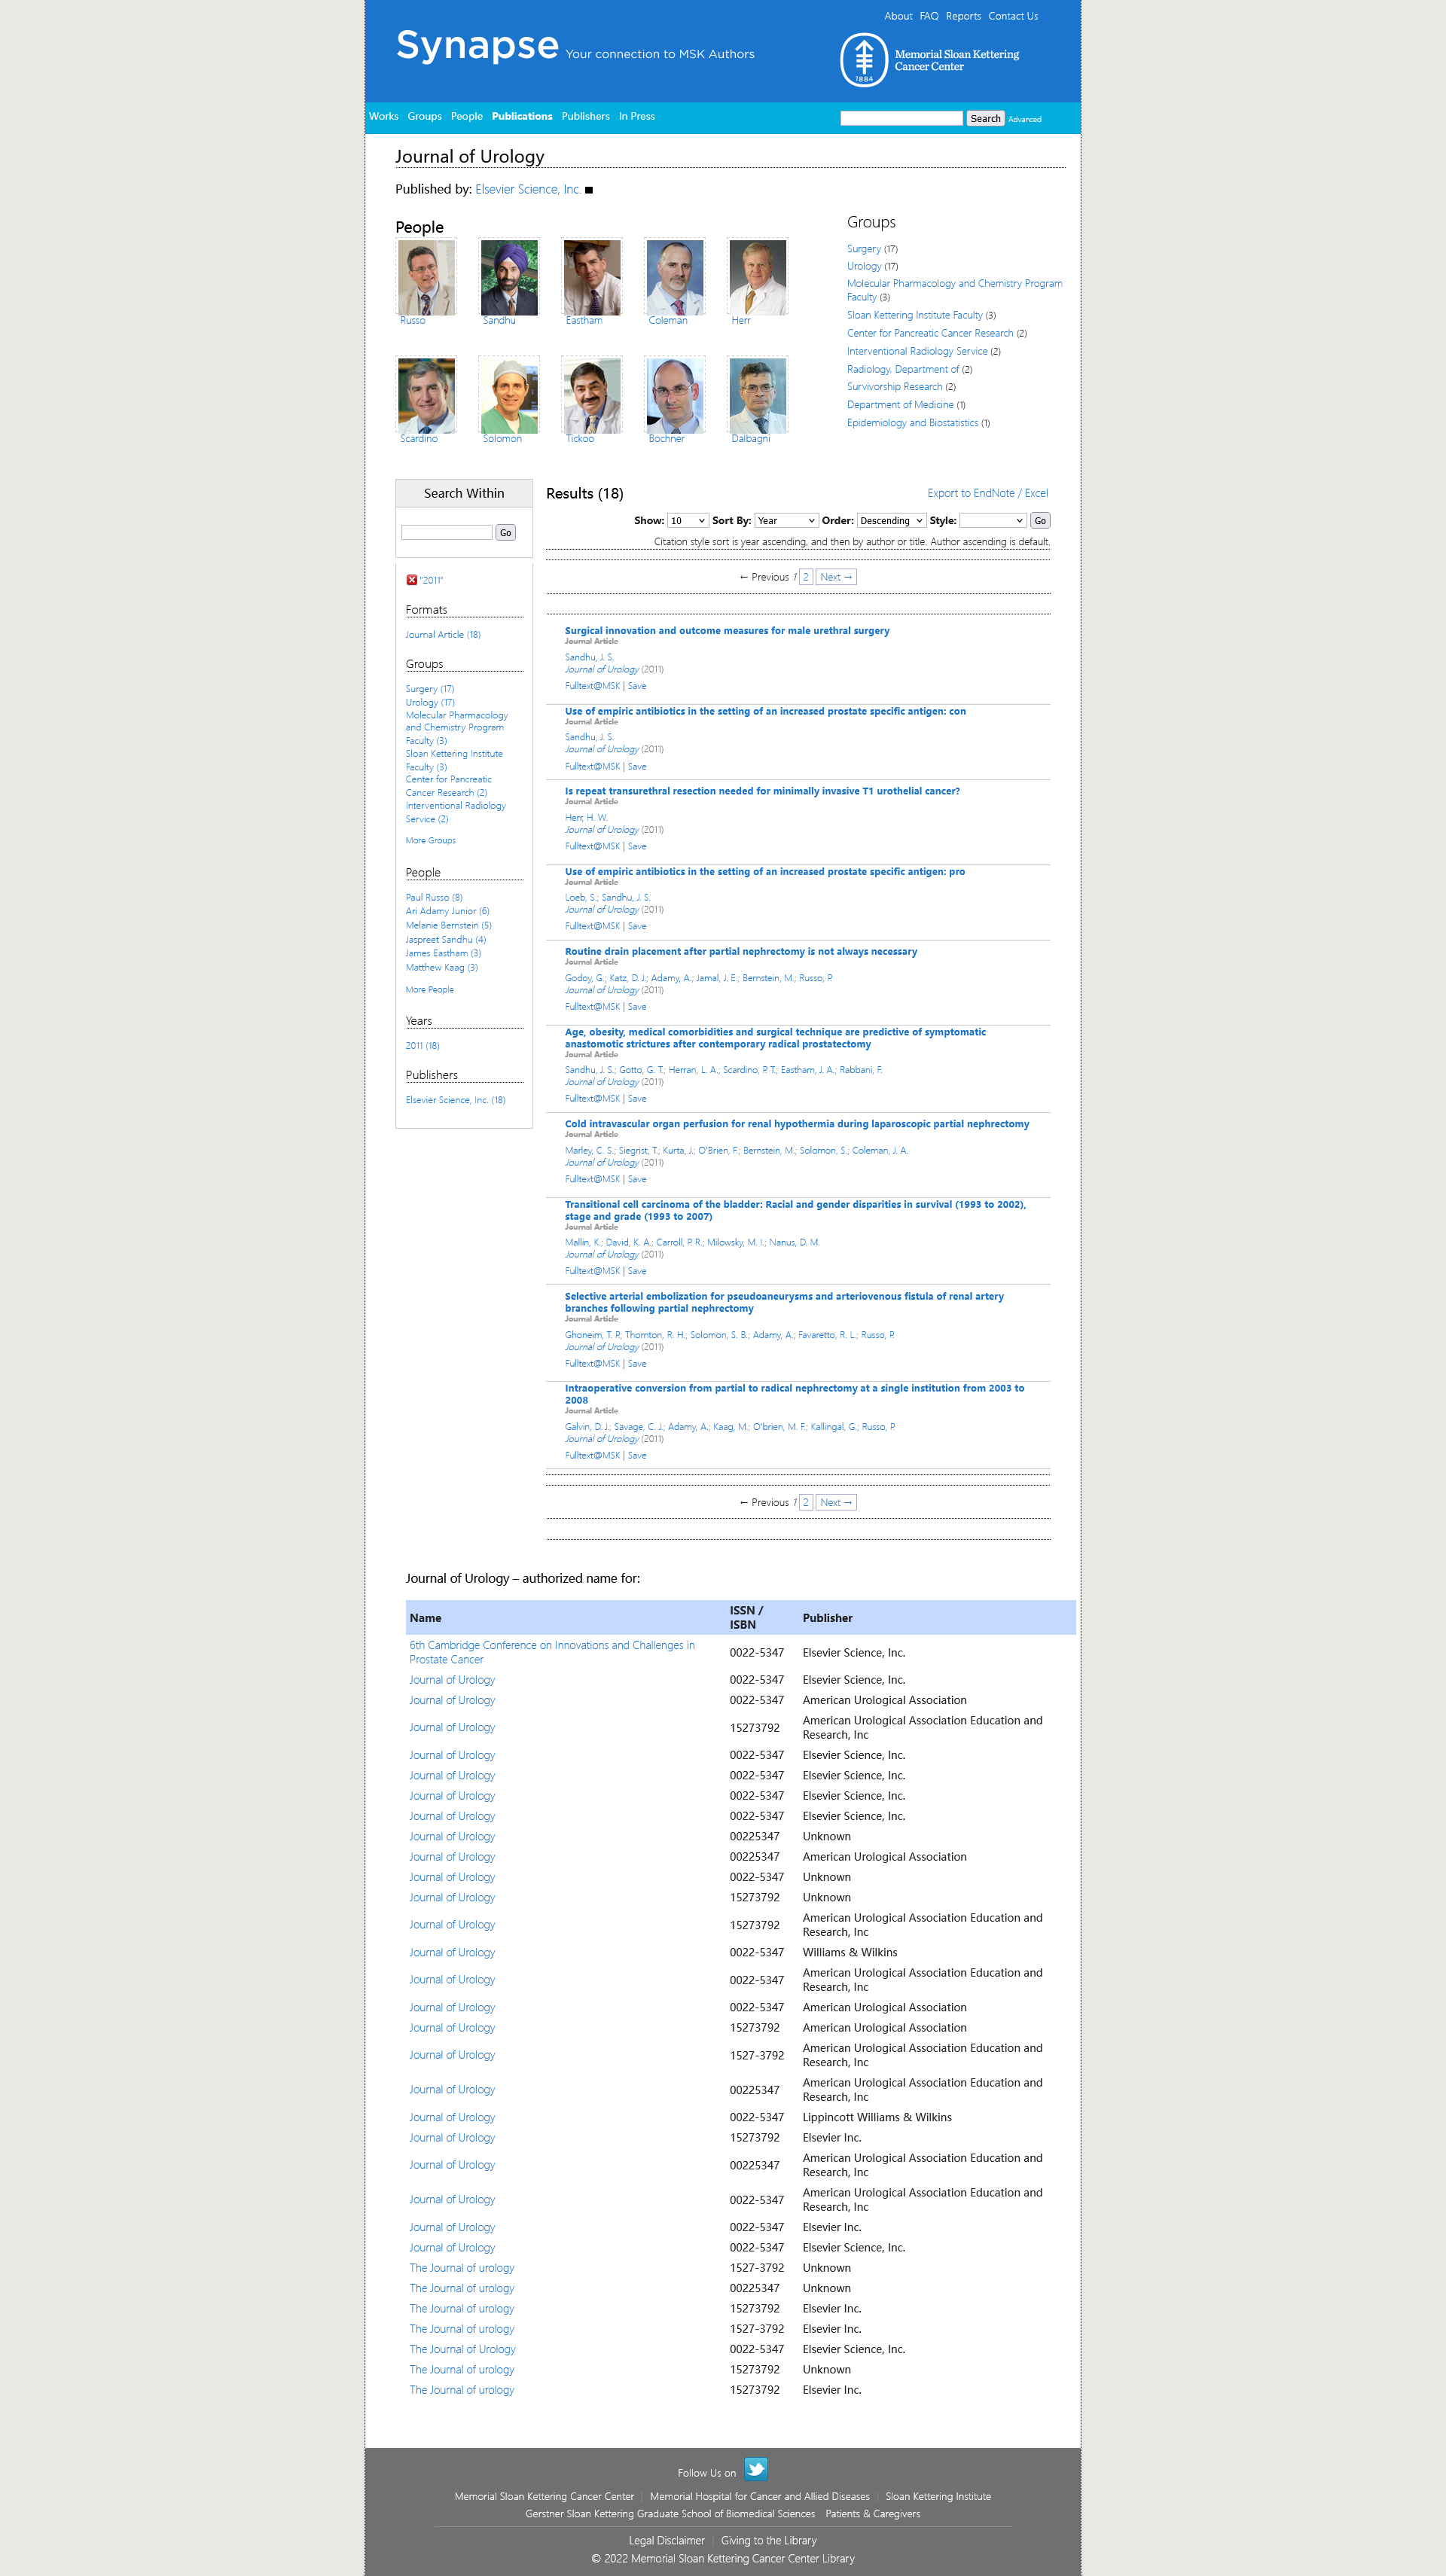 About FAQ Reports Contact Us
Synapse Your connection to MSK Authors
1884
Memorial Sloan Kettering
Cancer Center
Works Groups People Publications Publishers In Press
Search Advanced
Journal of Urology
Published by: Elsevier Science, Inc.
People
Russo Sandhu Eastham Coleman Herr
Scardino Solomon Tickoo Bochner Dalbagni
Groups
Surgery (17)
Urology (17)
Molecular Pharmacology and Chemistry Program
Faculty (3)
Sloan Kettering Institute Faculty (3)
Center for Pancreatic Cancer Research (2)
Interventional Radiology Service (2)
Radiology, Department of (2)
Survivorship Research (2)
Department of Medicine (1)
Epidemiology and Biostatistics (1)
Search Within
Go
"2011"
Formats
Journal Article (18)
Groups
Surgery (17)
Urology (17)
Molecular Pharmacology
and Chemistry Program
Faculty (3)
Sloan Kettering Institute
Faculty (3)
Center for Pancreatic
Cancer Research (2)
Interventional Radiology
Service (2)
More Groups
People
Paul Russo (8)
Ari Adamy Junior (6)
Melanie Bernstein (5)
Jaspreet Sandhu (4)
James Eastham (3)
Matthew Kaag (3)
More People
Years
2011 (18)
Publishers
Elsevier Science, Inc. (18)
Results (18)
Export to EndNote / Excel
Show: 10 Sort By: Year Order: Descending Style: Go
Citation style sort is year ascending, and then by author or title. Author ascending is default.
← Previous 1 2 Next →
Surgical innovation and outcome measures for male urethral surgery
Journal Article
Sandhu, J. S.
Journal of Urology (2011)
Fulltext@MSK | Save
Use of empiric antibiotics in the setting of an increased prostate specific antigen: con
Journal Article
Sandhu, J. S.
Journal of Urology (2011)
Fulltext@MSK | Save
Is repeat transurethral resection needed for minimally invasive T1 urothelial cancer?
Journal Article
Herr, H. W.
Journal of Urology (2011)
Fulltext@MSK | Save
Use of empiric antibiotics in the setting of an increased prostate specific antigen: pro
Journal Article
Loeb, S.; Sandhu, J. S.
Journal of Urology (2011)
Fulltext@MSK | Save
Routine drain placement after partial nephrectomy is not always necessary
Journal Article
Godoy, G.; Katz, D. J.; Adamy, A.; Jamal, J. E.; Bernstein, M.; Russo, P.
Journal of Urology (2011)
Fulltext@MSK | Save
Age, obesity, medical comorbidities and surgical technique are predictive of symptomatic
anastomotic strictures after contemporary radical prostatectomy
Journal Article
Sandhu, J. S.; Gotto, G. T.; Herran, L. A.; Scardino, P. T.; Eastham, J. A.; Rabbani, F.
Journal of Urology (2011)
Fulltext@MSK | Save
Cold intravascular organ perfusion for renal hypothermia during laparoscopic partial nephrectomy
Journal Article
Marley, C. S.; Siegrist, T.; Kurta, J.; O'Brien, F.; Bernstein, M.; Solomon, S.; Coleman, J. A.
Journal of Urology (2011)
Fulltext@MSK | Save
Transitional cell carcinoma of the bladder: Racial and gender disparities in survival (1993 to 2002),
stage and grade (1993 to 2007)
Journal Article
Mallin, K.; David, K. A.; Carroll, P. R.; Milowsky, M. I.; Nanus, D. M.
Journal of Urology (2011)
Fulltext@MSK | Save
Selective arterial embolization for pseudoaneurysms and arteriovenous fistula of renal artery
branches following partial nephrectomy
Journal Article
Ghoneim, T. P.; Thornton, R. H.; Solomon, S. B.; Adamy, A.; Favaretto, R. L.; Russo, P.
Journal of Urology (2011)
Fulltext@MSK | Save
Intraoperative conversion from partial to radical nephrectomy at a single institution from 2003 to
2008
Journal Article
Galvin, D. J.; Savage, C. J.; Adamy, A.; Kaag, M.; O'brien, M. F.; Kallingal, G.; Russo, P.
Journal of Urology (2011)
Fulltext@MSK | Save
← Previous 1 2 Next →
Journal of Urology – authorized name for:
Name ISSN / ISBN Publisher
6th Cambridge Conference on Innovations and Challenges in
Prostate Cancer 0022-5347 Elsevier Science, Inc.
Journal of Urology 0022-5347 Elsevier Science, Inc.
Journal of Urology 0022-5347 American Urological Association
Journal of Urology 15273792 American Urological Association Education and
Research, Inc
Journal of Urology 0022-5347 Elsevier Science, Inc.
Journal of Urology 0022-5347 Elsevier Science, Inc.
Journal of Urology 0022-5347 Elsevier Science, Inc.
Journal of Urology 0022-5347 Elsevier Science, Inc.
Journal of Urology 00225347 Unknown
Journal of Urology 00225347 American Urological Association
Journal of Urology 0022-5347 Unknown
Journal of Urology 15273792 Unknown
Journal of Urology 15273792 American Urological Association Education and
Research, Inc
Journal of Urology 0022-5347 Williams & Wilkins
Journal of Urology 0022-5347 American Urological Association Education and
Research, Inc
Journal of Urology 0022-5347 American Urological Association
Journal of Urology 15273792 American Urological Association
Journal of Urology 1527-3792 American Urological Association Education and
Research, Inc
Journal of Urology 00225347 American Urological Association Education and
Research, Inc
Journal of Urology 0022-5347 Lippincott Williams & Wilkins
Journal of Urology 15273792 Elsevier Inc.
Journal of Urology 00225347 American Urological Association Education and
Research, Inc
Journal of Urology 0022-5347 American Urological Association Education and
Research, Inc
Journal of Urology 0022-5347 Elsevier Inc.
Journal of Urology 0022-5347 Elsevier Science, Inc.
The Journal of urology 1527-3792 Unknown
The Journal of urology 00225347 Unknown
The Journal of urology 15273792 Elsevier Inc.
The Journal of urology 1527-3792 Elsevier Inc.
The Journal of Urology 0022-5347 Elsevier Science, Inc.
The Journal of urology 15273792 Unknown
The Journal of urology 15273792 Elsevier Inc.
Follow Us on
Memorial Sloan Kettering Cancer Center | Memorial Hospital for Cancer and Allied Diseases | Sloan Kettering Institute
Gerstner Sloan Kettering Graduate School of Biomedical Sciences Patients & Caregivers
Legal Disclaimer | Giving to the Library
© 2022 Memorial Sloan Kettering Cancer Center Library